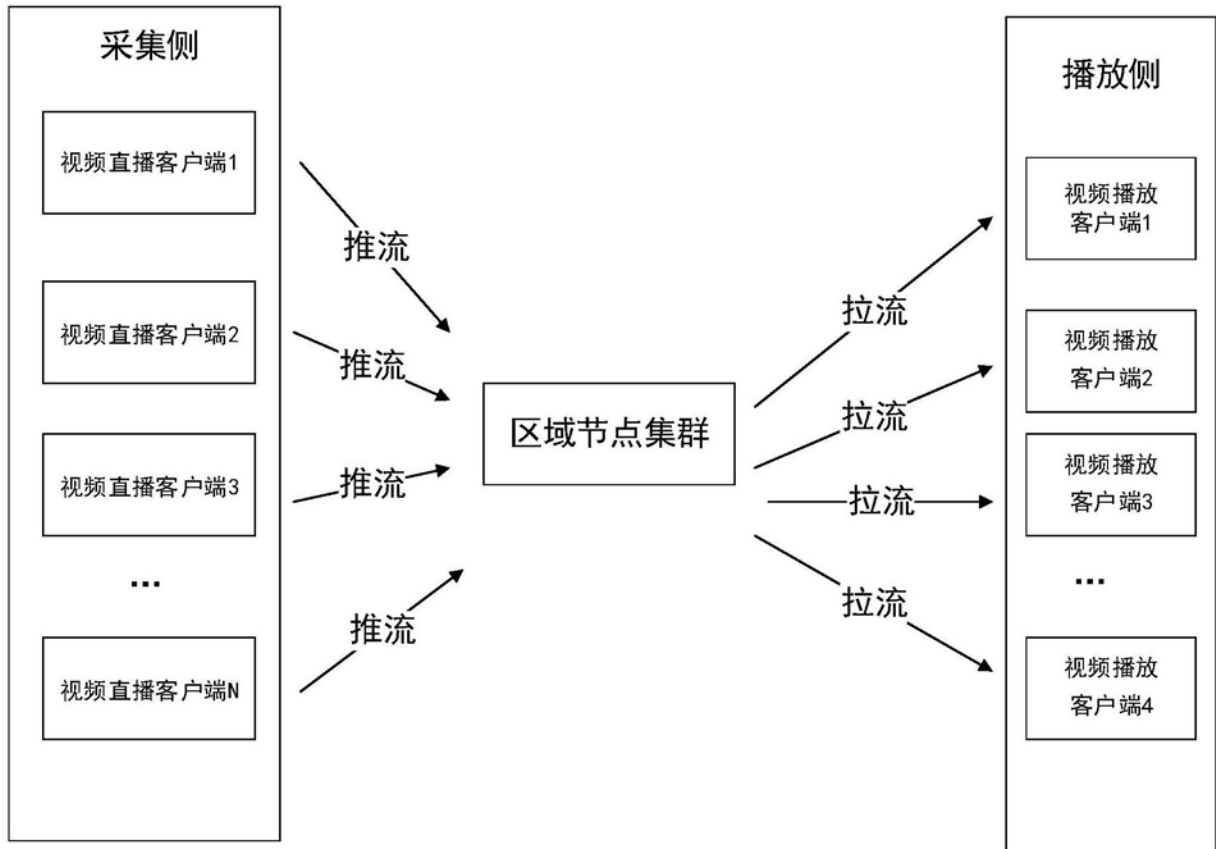 采集侧
视频直播客户端1
视频直播客户端2
视频直播客户端3
...
视频直播客户端N
推流
推流
推流
推流
区域节点集群
拉流
拉流
拉流
拉流
播放侧
视频播放
客户端1
视频播放
客户端2
视频播放
客户端3
...
视频播放
客户端4